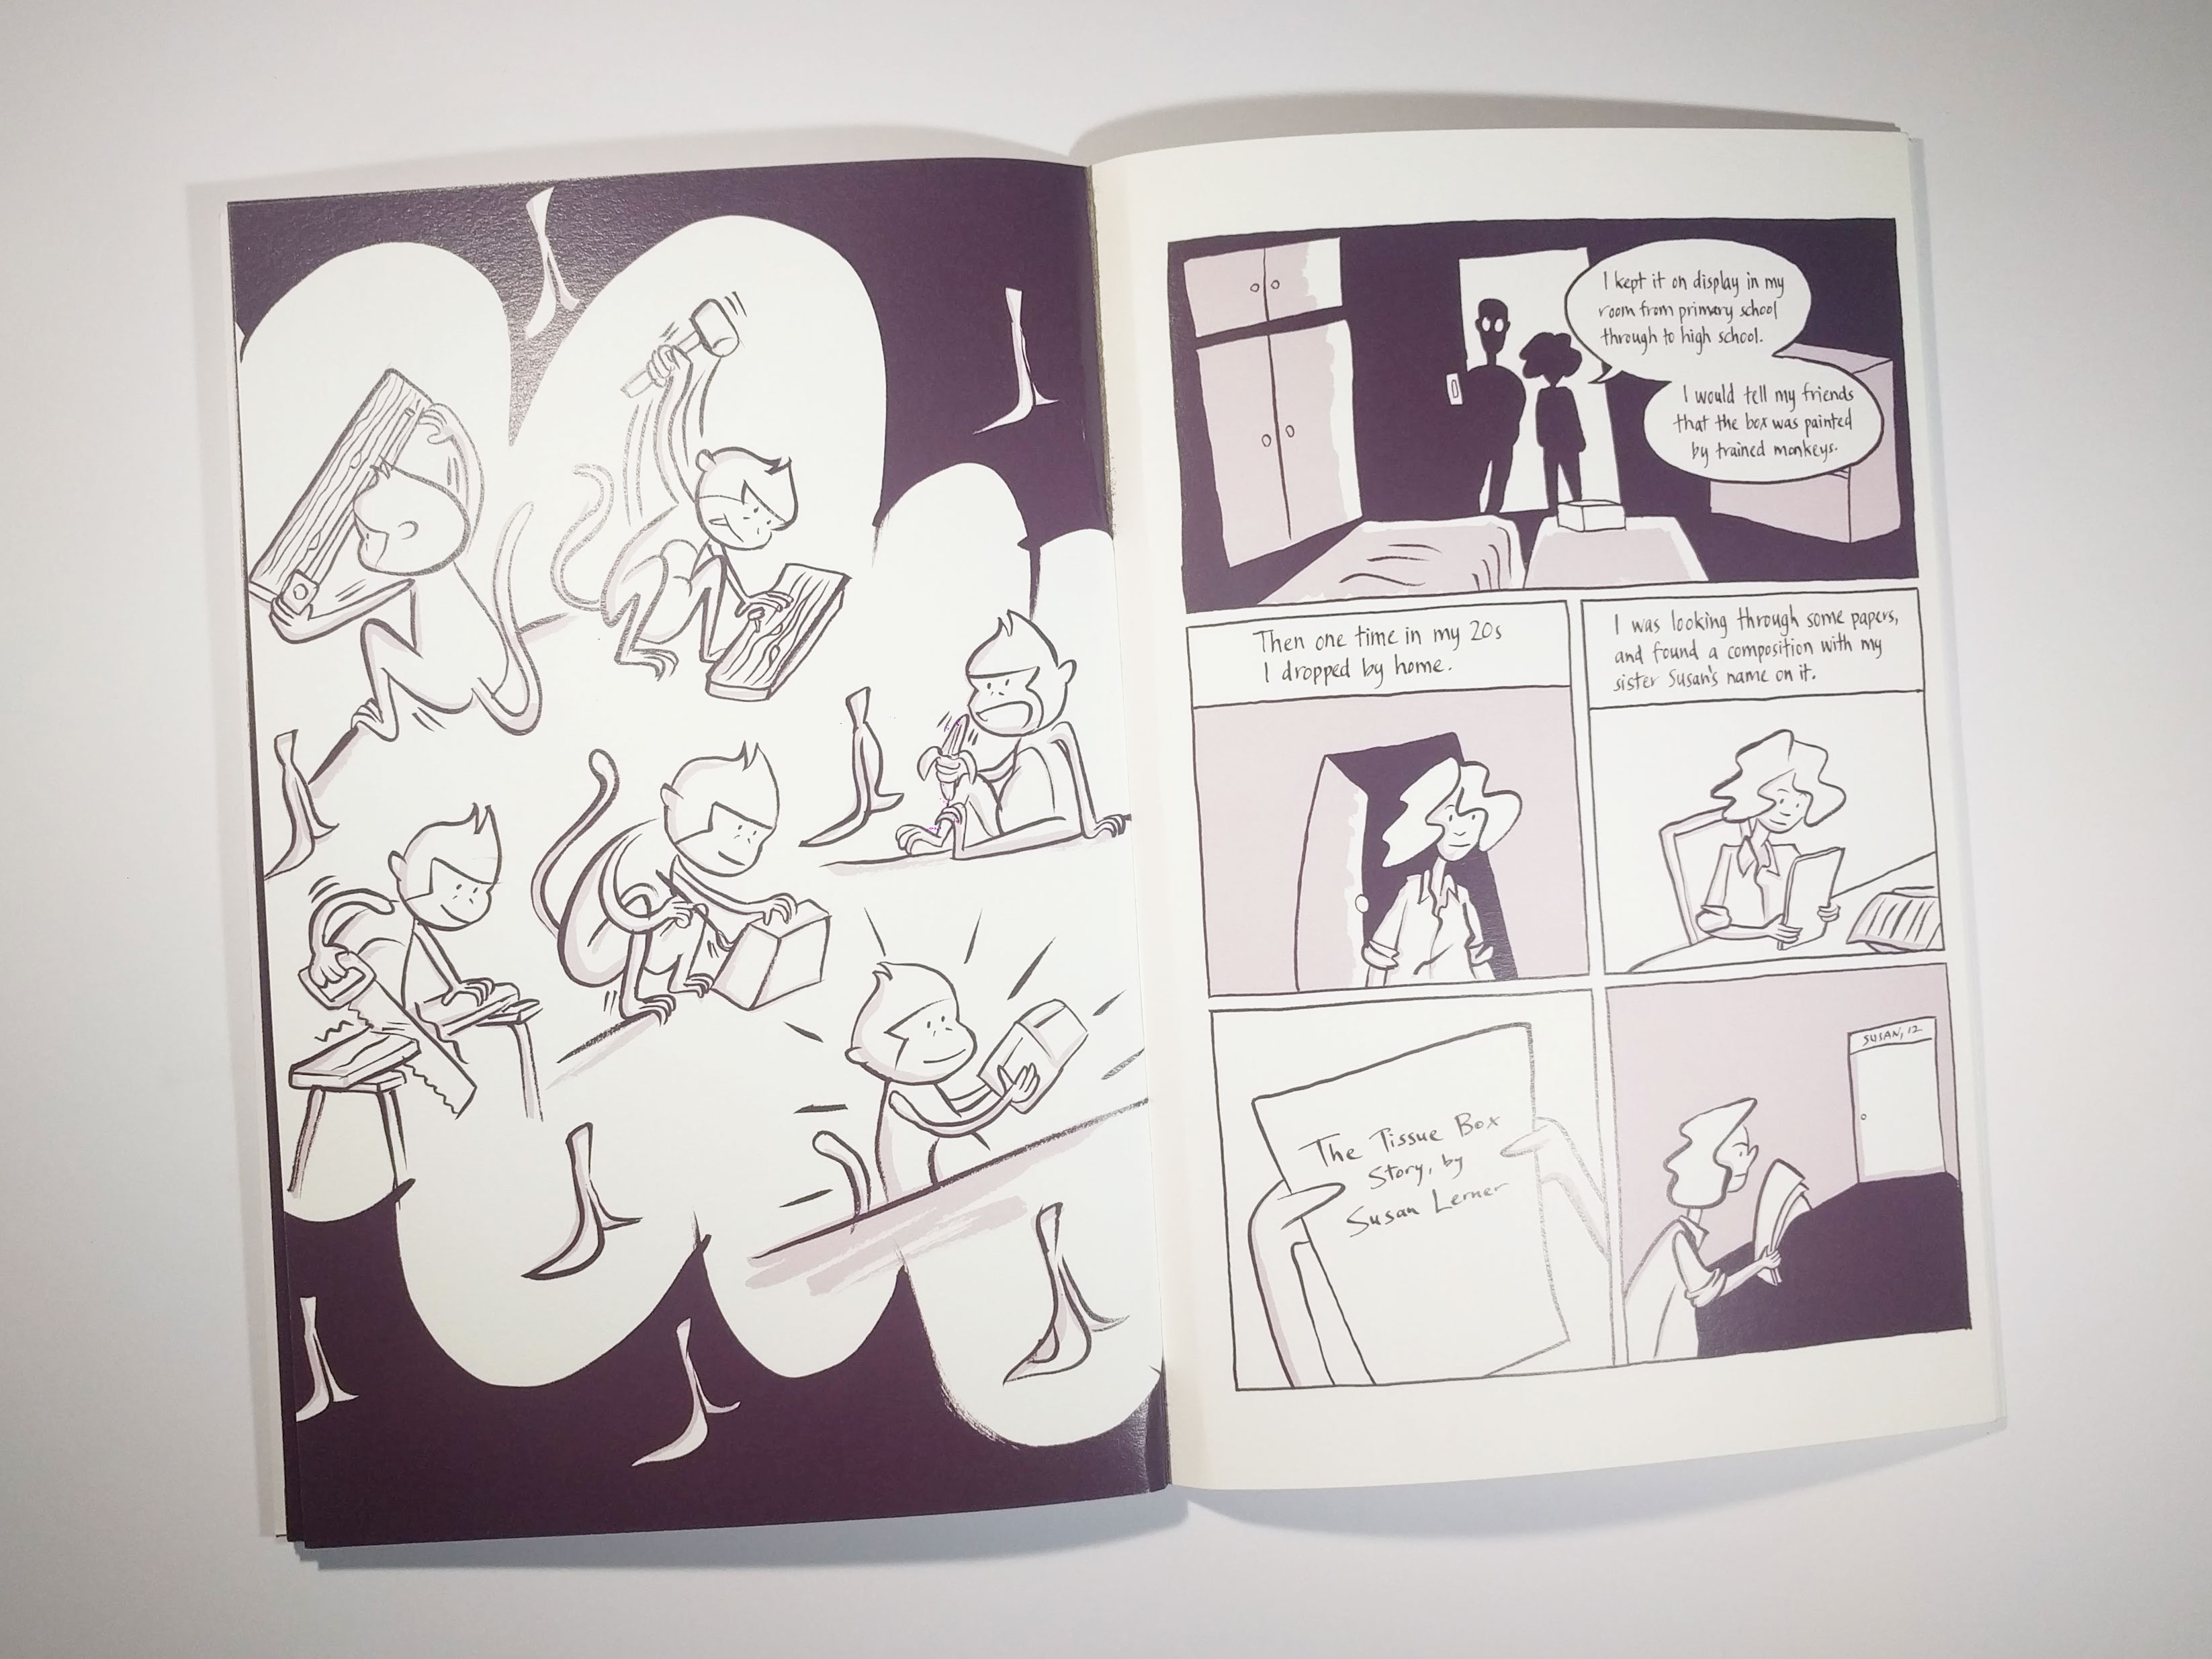 I kept it on display in my
room from primary school
through to high school.
I would tell my friends
that the box was painted
by trained monkeys.
Then one time in my 20s
I dropped by home.
I was looking through some papers,
and found a composition with my
sister Susan's name on it.
The Tissue Box
Story, by
Susan Lerner
SUSAN, 12